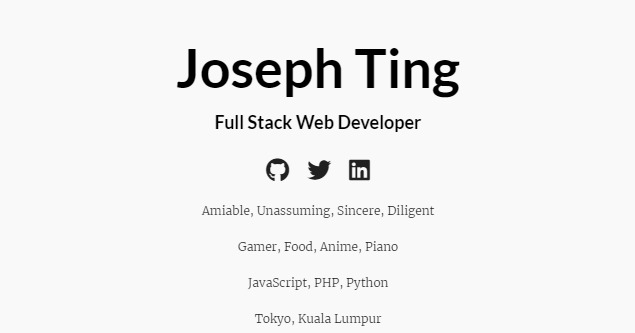 Joseph Ting
Full Stack Web Developer
in
Amiable, Unassuming, Sincere, Diligent
Gamer, Food, Anime, Piano
JavaScript, PHP, Python
Tokyo, Kuala Lumpur